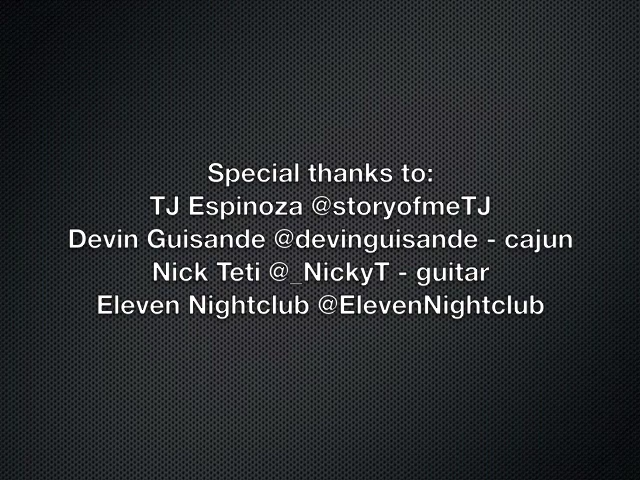 Special thanks to:
TJ Espinoza @storyofmeTJ
Devin Guisande @devinguisande - cajun
Nick Teti @_NickyT - guitar
Eleven Nightclub @ElevenNightclub